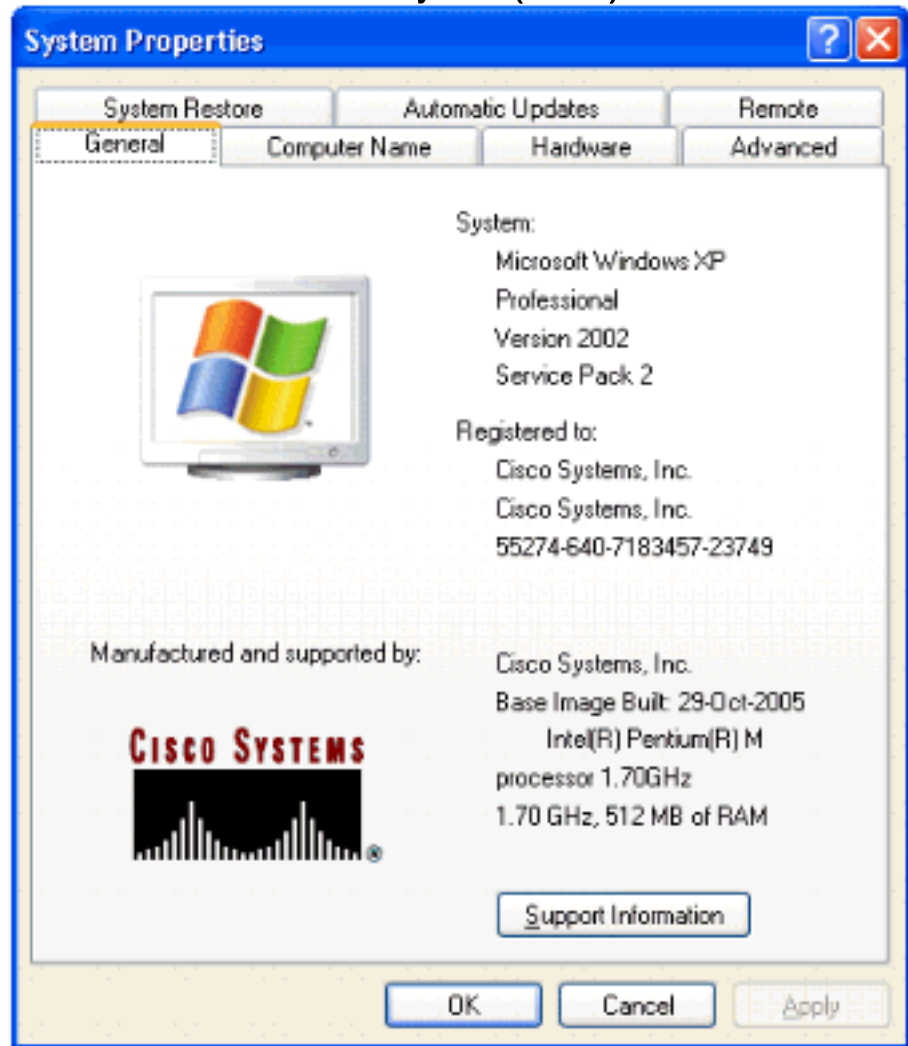 System Properties
System Restore Automatic Updates Remote
General Computer Name Hardware Advanced
System:
Microsoft Windows XP
Professional
Version 2002
Service Pack 2
Registered to:
Cisco Systems, Inc.
Cisco Systems, Inc.
55274-640-7183457-23749
Manufactured and supported by:
Cisco Systems, Inc.
Base Image Built: 29-Oct-2005
Intel(R) Pentium(R) M
processor 1.70GHz
1.70 GHz, 512 MB of RAM
CISCO SYSTEMS
®
Support Information
OK Cancel Apply